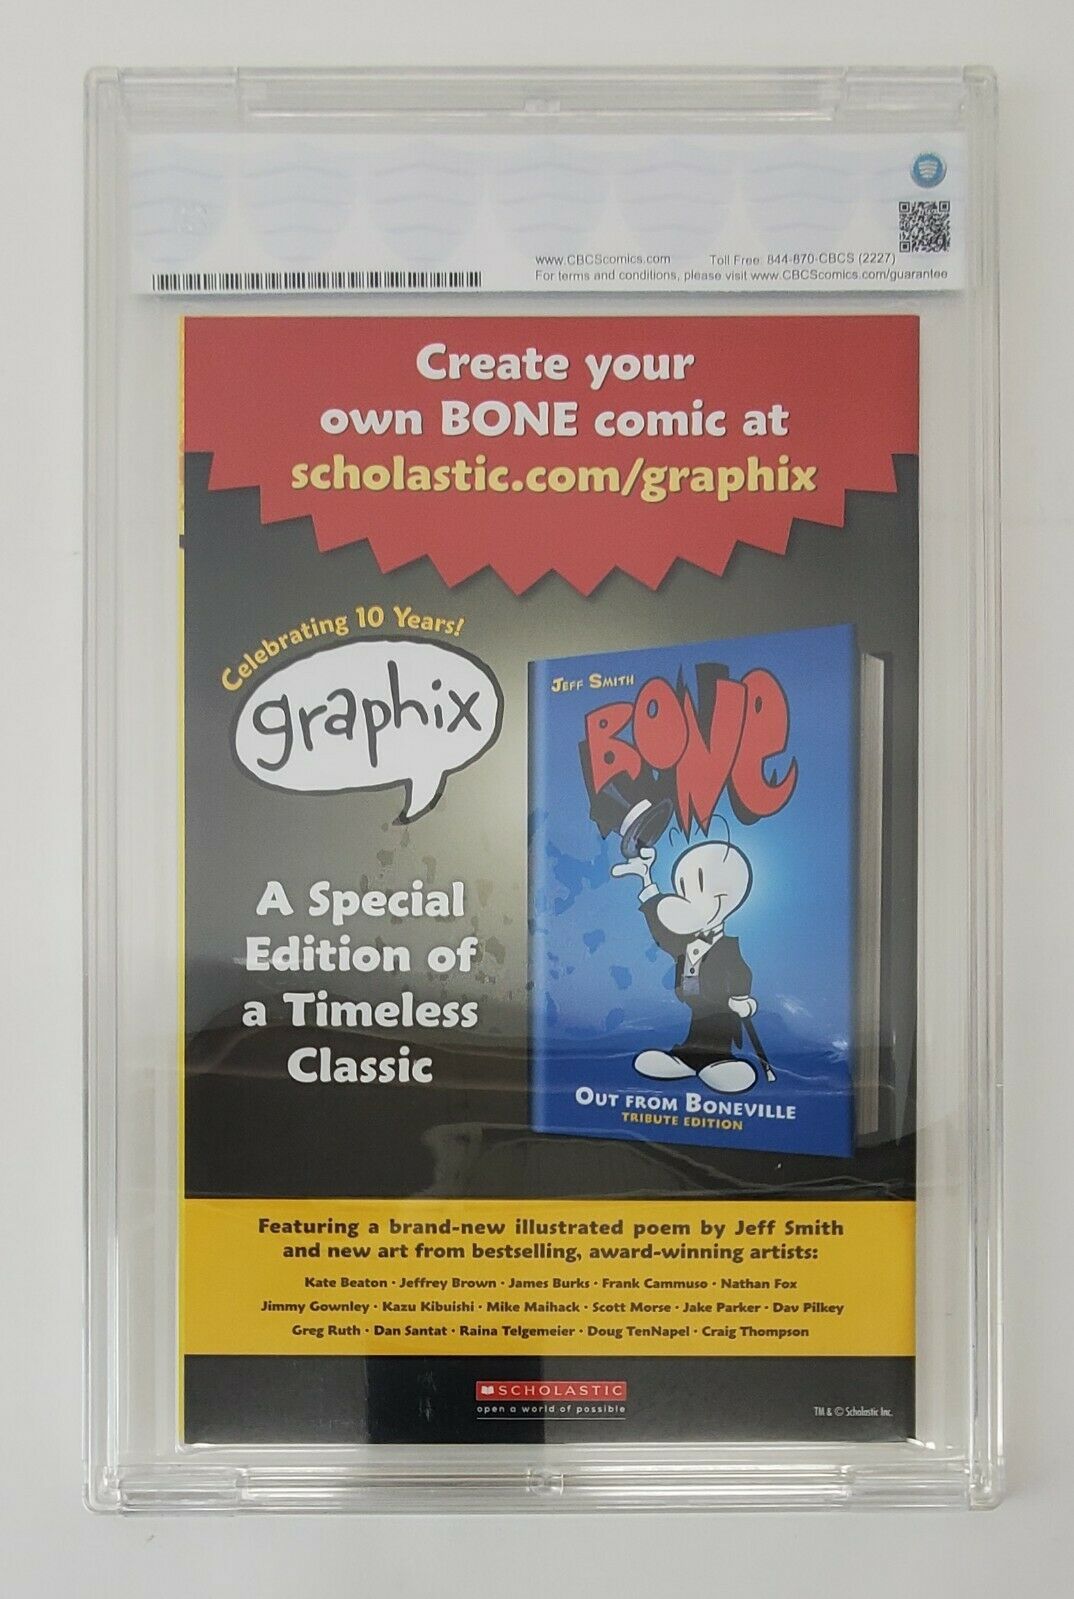 www.CBCScomics.com Toll Free: 844-870-CBCS (2227)
For terms and conditions, please visit www.CBCScomics.com/guarantee
Create your
own BONE comic at
scholastic.com/graphix
Celebrating 10 Years!
graphix
JEFF SMITH
BONE
A Special
Edition of
a Timeless
Classic
OUT FROM BONEVILLE
TRIBUTE EDITION
Featuring a brand-new illustrated poem by Jeff Smith
and new art from bestselling, award-winning artists:
Kate Beaton • Jeffrey Brown • James Burks • Frank Cammuso • Nathan Fox
Jimmy Gownley • Kazu Kibuishi • Mike Maihack • Scott Morse • Jake Parker • Dav Pilkey
Greg Ruth • Dan Santat • Raina Telgemeier • Doug TenNapel • Craig Thompson
SCHOLASTIC
open a world of possible
TM & © Scholastic Inc.